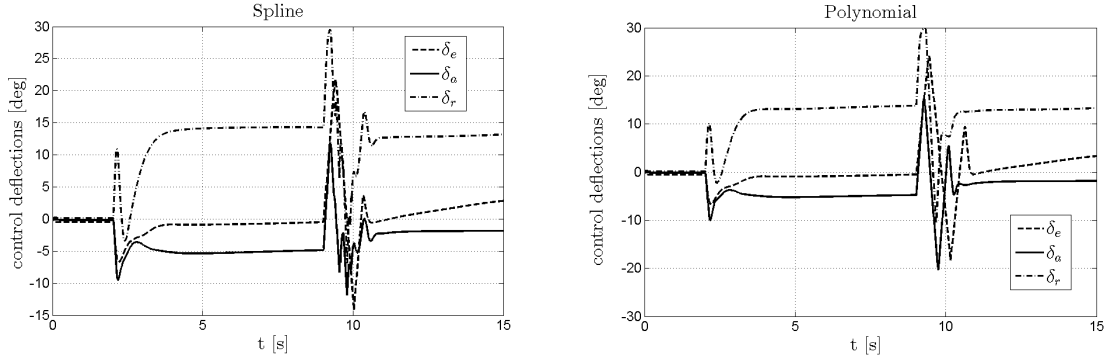 Spline
control deflections [deg]
30
25
20
15
10
5
0
-5
-10
-15
0
5
10
15
t [s]
δe
δa
δr
Polynomial
control deflections [deg]
30
20
10
0
-10
-20
-30
0
5
10
15
t [s]
δe
δa
δr